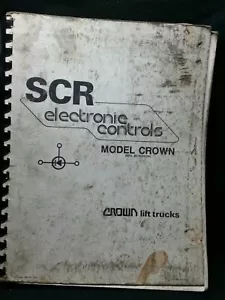 SCR
electronic
controls
MODEL CROWN
CROWN lift trucks